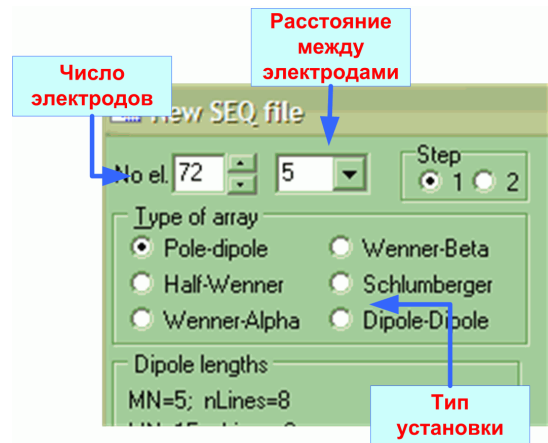 Расстояние
между
электродами
Число
электродов
New SEQ file
No el. 72 5
Step
1 2
Type of array
Pole-dipole Wenner-Beta
Half-Wenner Schlumberger
Wenner-Alpha Dipole-Dipole
Dipole lengths
MN=5; nLines=8
Тип
установки